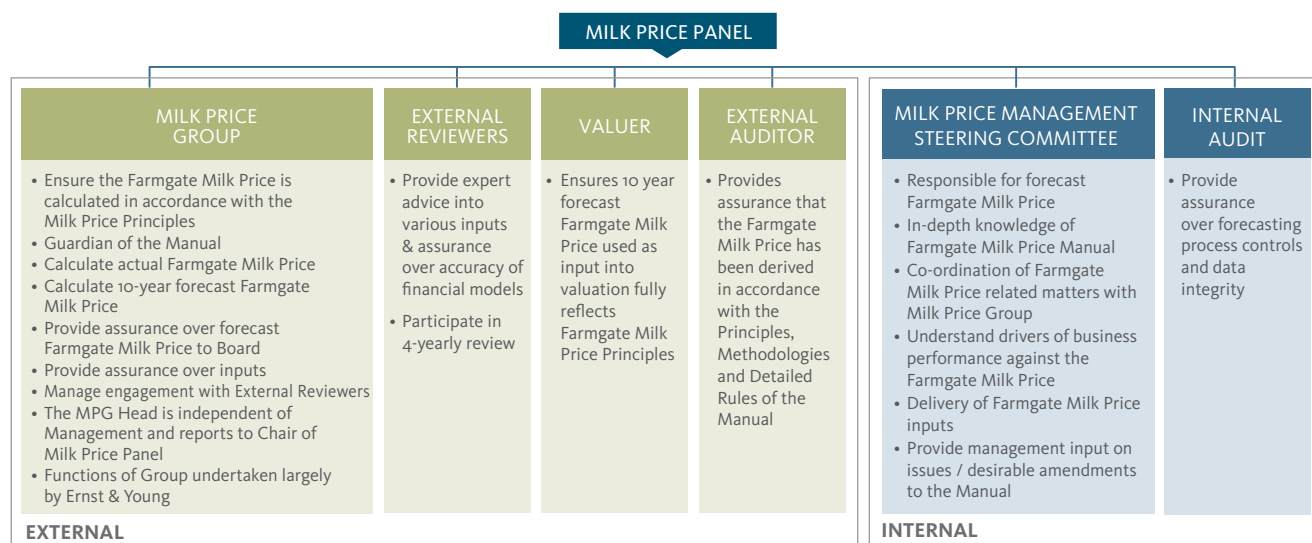 MILK PRICE PANEL
MILK PRICE
GROUP
• Ensure the Farmgate Milk Price is
calculated in accordance with the
Milk Price Principles
• Guardian of the Manual
• Calculate actual Farmgate Milk Price
• Calculate 10-year forecast Farmgate
Milk Price
• Provide assurance over forecast
Farmgate Milk Price to Board
• Provide assurance over inputs
• Manage engagement with External Reviewers
• The MPG Head is independent of
Management and reports to Chair of
Milk Price Panel
• Functions of Group undertaken largely
by Ernst & Young
EXTERNAL
REVIEWERS
• Provide expert
advice into
various inputs
& assurance
over accuracy of
financial models
• Participate in
4-yearly review
VALUER
• Ensures 10 year
forecast
Farmgate Milk
Price used as
input into
valuation fully
reflects
Farmgate Milk
Price Principles
EXTERNAL
AUDITOR
• Provides
assurance that
the Farmgate
Milk Price has
been derived
in accordance
with the
Principles,
Methodologies
and Detailed
Rules of the
Manual
EXTERNAL
MILK PRICE MANAGEMENT
STEERING COMMITTEE
• Responsible for forecast
Farmgate Milk Price
• In-depth knowledge of
Farmgate Milk Price Manual
• Co-ordination of Farmgate
Milk Price related matters with
Milk Price Group
• Understand drivers of business
performance against the
Farmgate Milk Price
• Delivery of Farmgate Milk Price
inputs
• Provide management input on
issues / desirable amendments
to the Manual
INTERNAL
AUDIT
• Provide
assurance
over forecasting
process controls
and data
integrity
INTERNAL